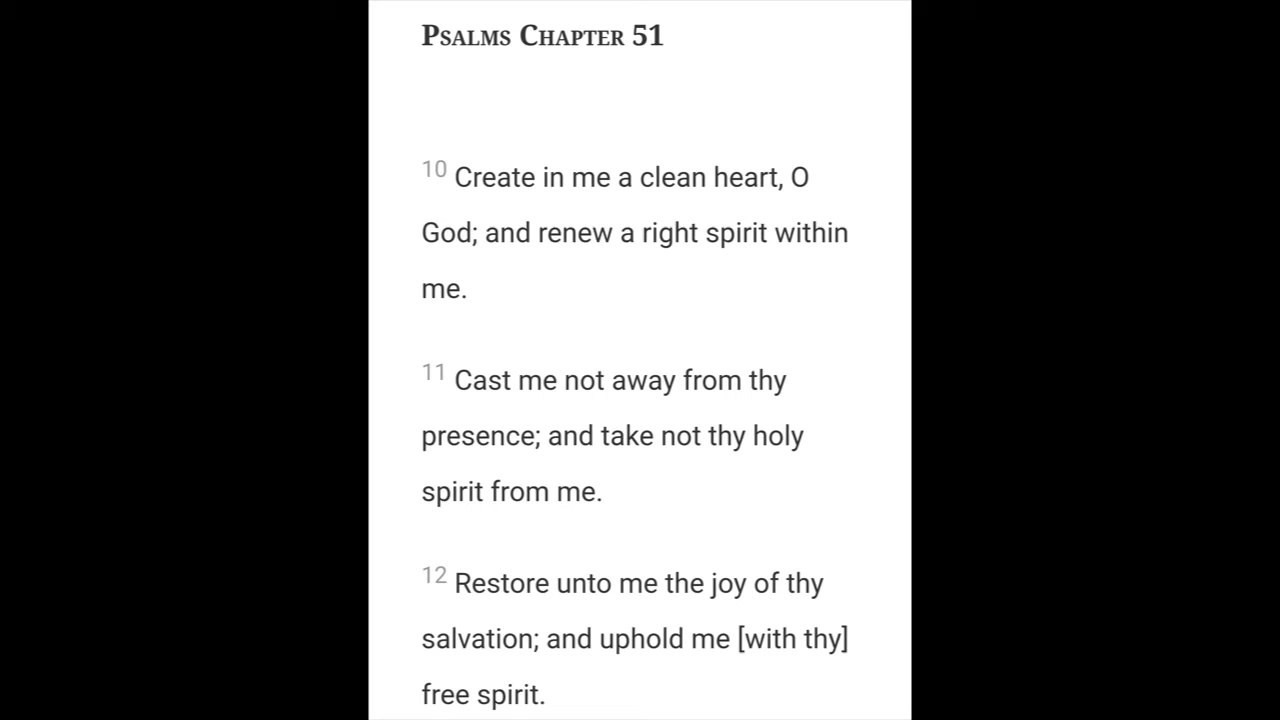 Psalms Chapter 51
10 Create in me a clean heart, O
God; and renew a right spirit within
me.
11 Cast me not away from thy
presence; and take not thy holy
spirit from me.
12 Restore unto me the joy of thy
salvation; and uphold me [with thy]
free spirit.